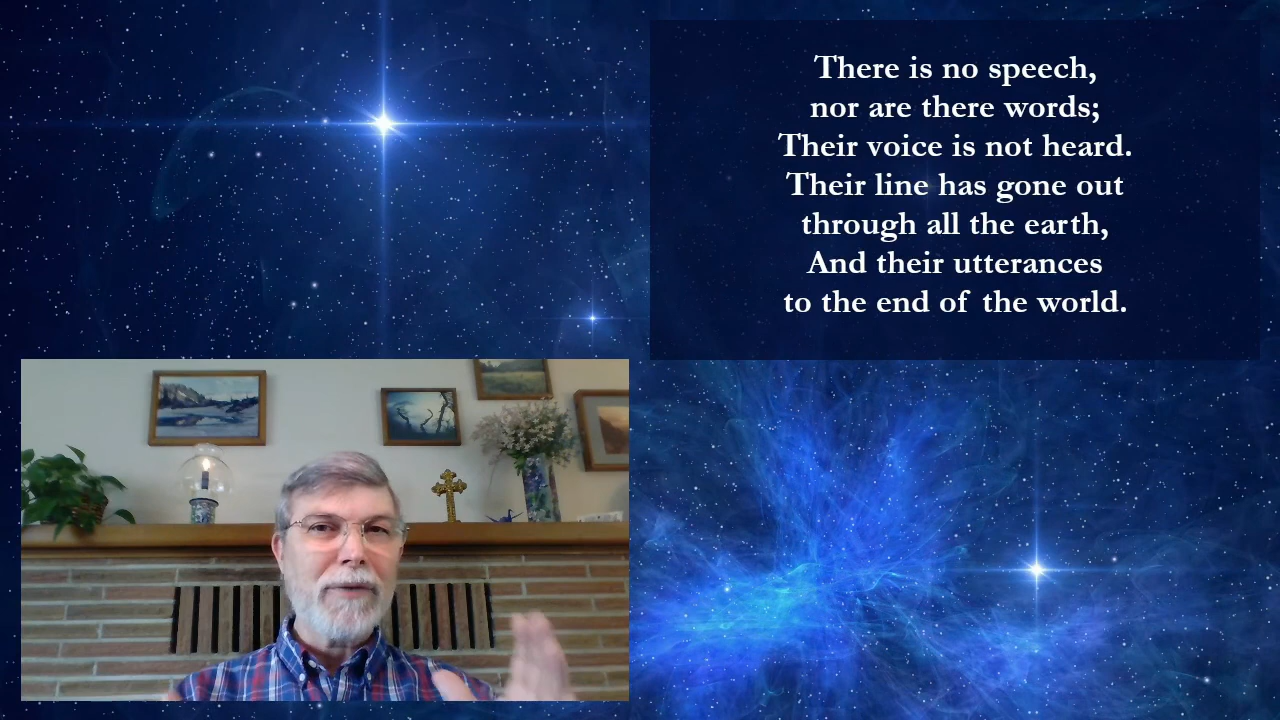 There is no speech,
nor are there words;
Their voice is not heard.
Their line has gone out
through all the earth,
And their utterances
to the end of the world.